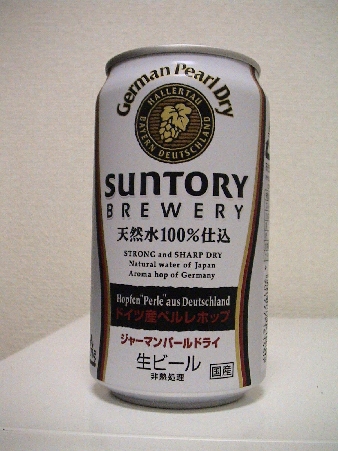 German Pearl Dry
HALLERTAU
BAYERN DEUTSCHLAND
SUNTORY
BREWERY
天然水100%仕込
STRONG and SHARP DRY
Natural water of Japan
Aroma hop of Germany
Hopfen "Perle" aus Deutschland
ドイツ産ペルレホップ
ジャーマンパールドライ
生ビール
非熱処理
国産